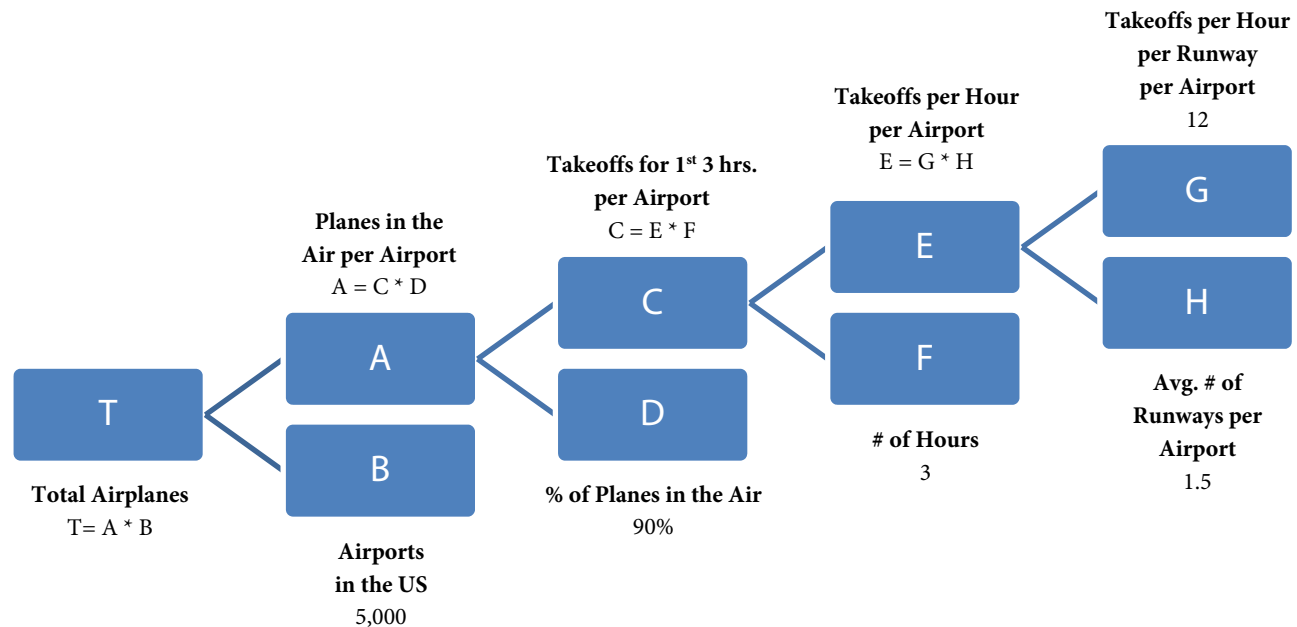 Takeoffs per Hour
per Runway
per Airport
12
G
H
Avg. # of
Runways per
Airport
1.5
Takeoffs per Hour
per Airport
E = G * H
E
F
# of Hours
3
Takeoffs for 1st 3 hrs.
per Airport
C = E * F
C
D
% of Planes in the Air
90%
Planes in the
Air per Airport
A = C * D
A
B
Airports
in the US
5,000
T
Total Airplanes
T= A * B